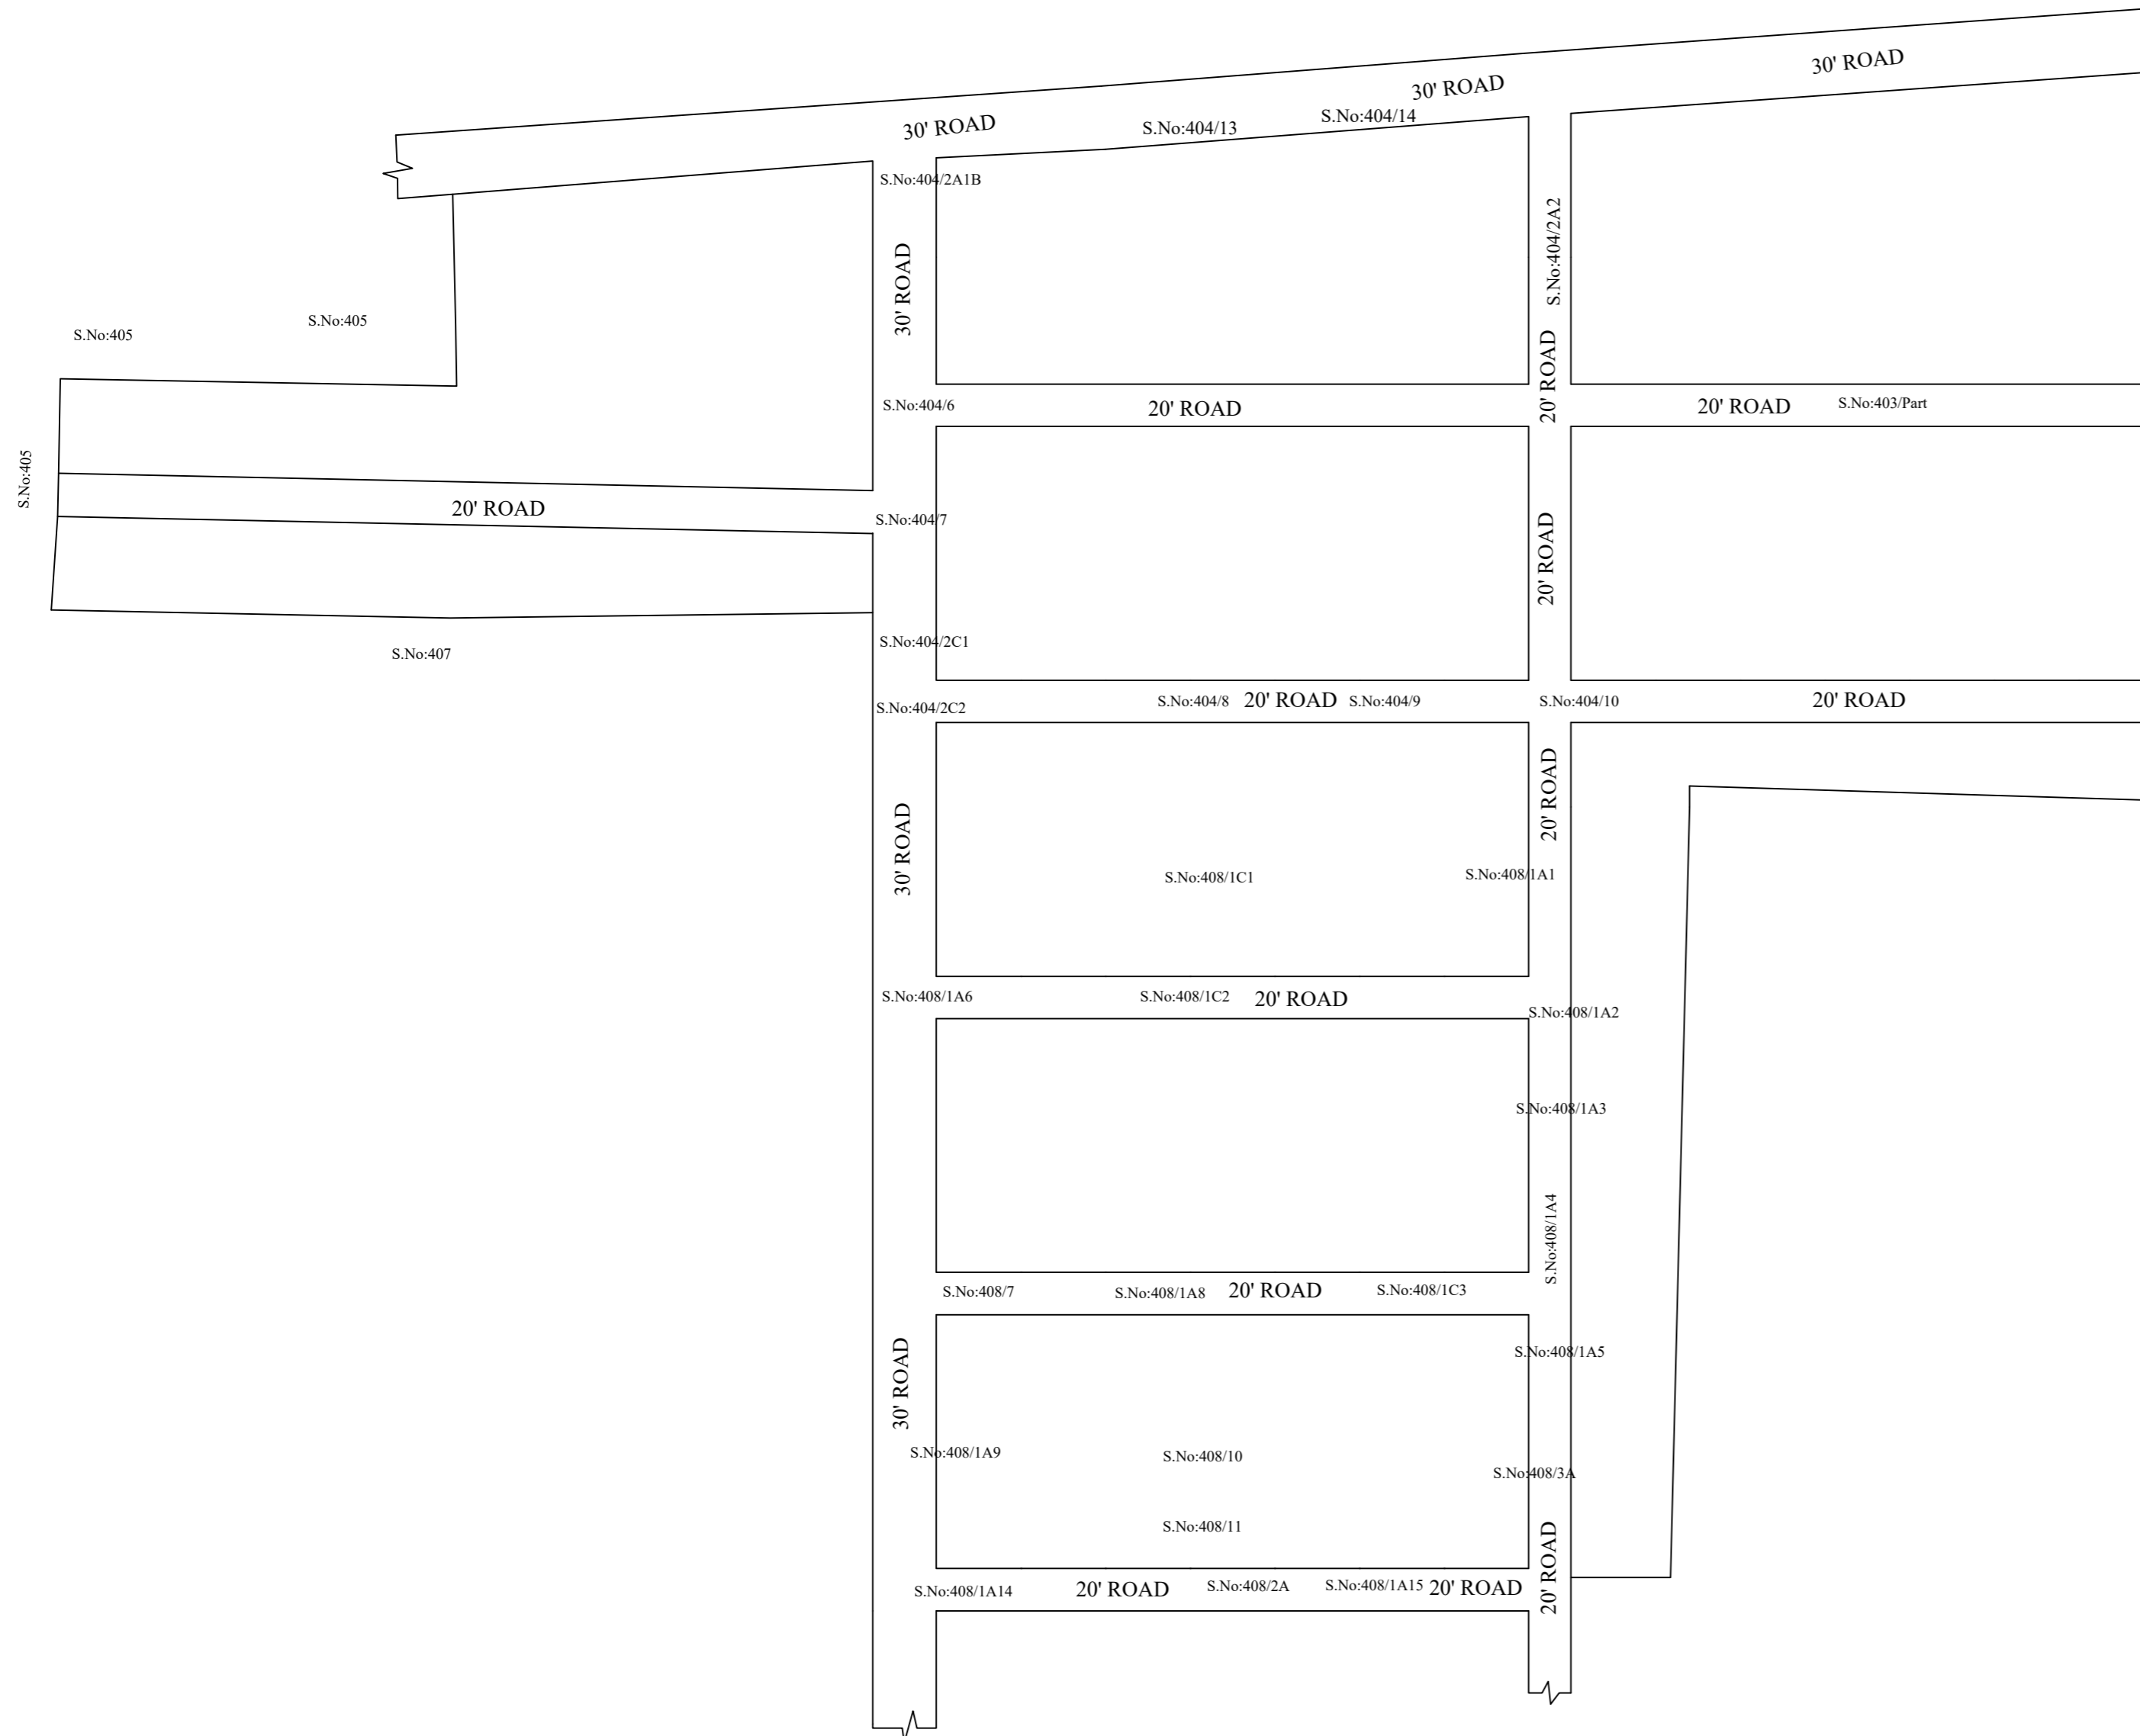 30' ROAD
30' ROAD
S.No:404/14
S.No:404/13
30' ROAD
S.No:404/2A1B
S.No:404/2A2
30' ROAD
S.No:405
S.No:405
20' ROAD
S.No:404/6
20' ROAD
20' ROAD
S.No:403/Part
S.No:405
20' ROAD
S.No:404/7
20' ROAD
S.No:404/2C1
S.No:407
S.No:404/2C2
S.No:404/8
20' ROAD
S.No:404/9
S.No:404/10
20' ROAD
20' ROAD
30' ROAD
S.No:408/1C1
S.No:408/1A1
S.No:408/1A6
S.No:408/1C2
20' ROAD
S.No:408/1A2
S.No:408/1A3
S.No:408/1A4
S.No:408/7
S.No:408/1A8
20' ROAD
S.No:408/1C3
30' ROAD
S.No:408/1A5
S.No:408/1A9
S.No:408/10
S.No:408/3A
S.No:408/11
20' ROAD
S.No:408/1A14
20' ROAD
S.No:408/2A
S.No:408/1A15
20' ROAD